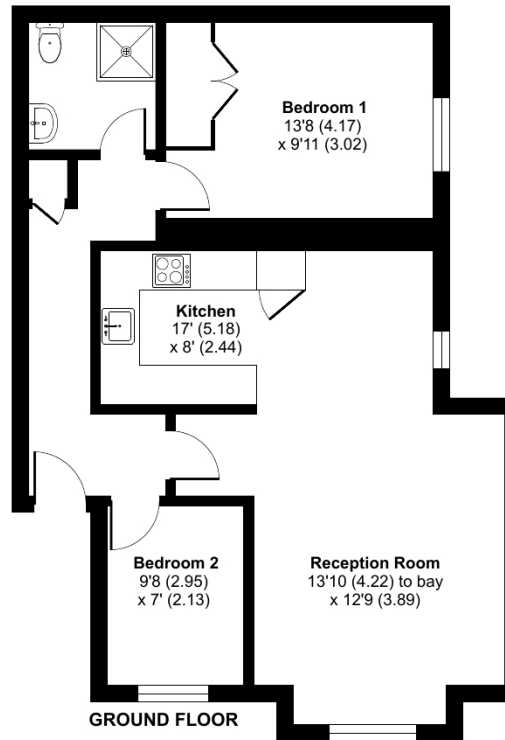 Bedroom 1
13'8 (4.17)
x 9'11 (3.02)
Kitchen
17' (5.18)
x 8' (2.44)
Bedroom 2
9'8 (2.95)
x 7' (2.13)
Reception Room
13'10 (4.22) to bay
x 12'9 (3.89)
GROUND FLOOR